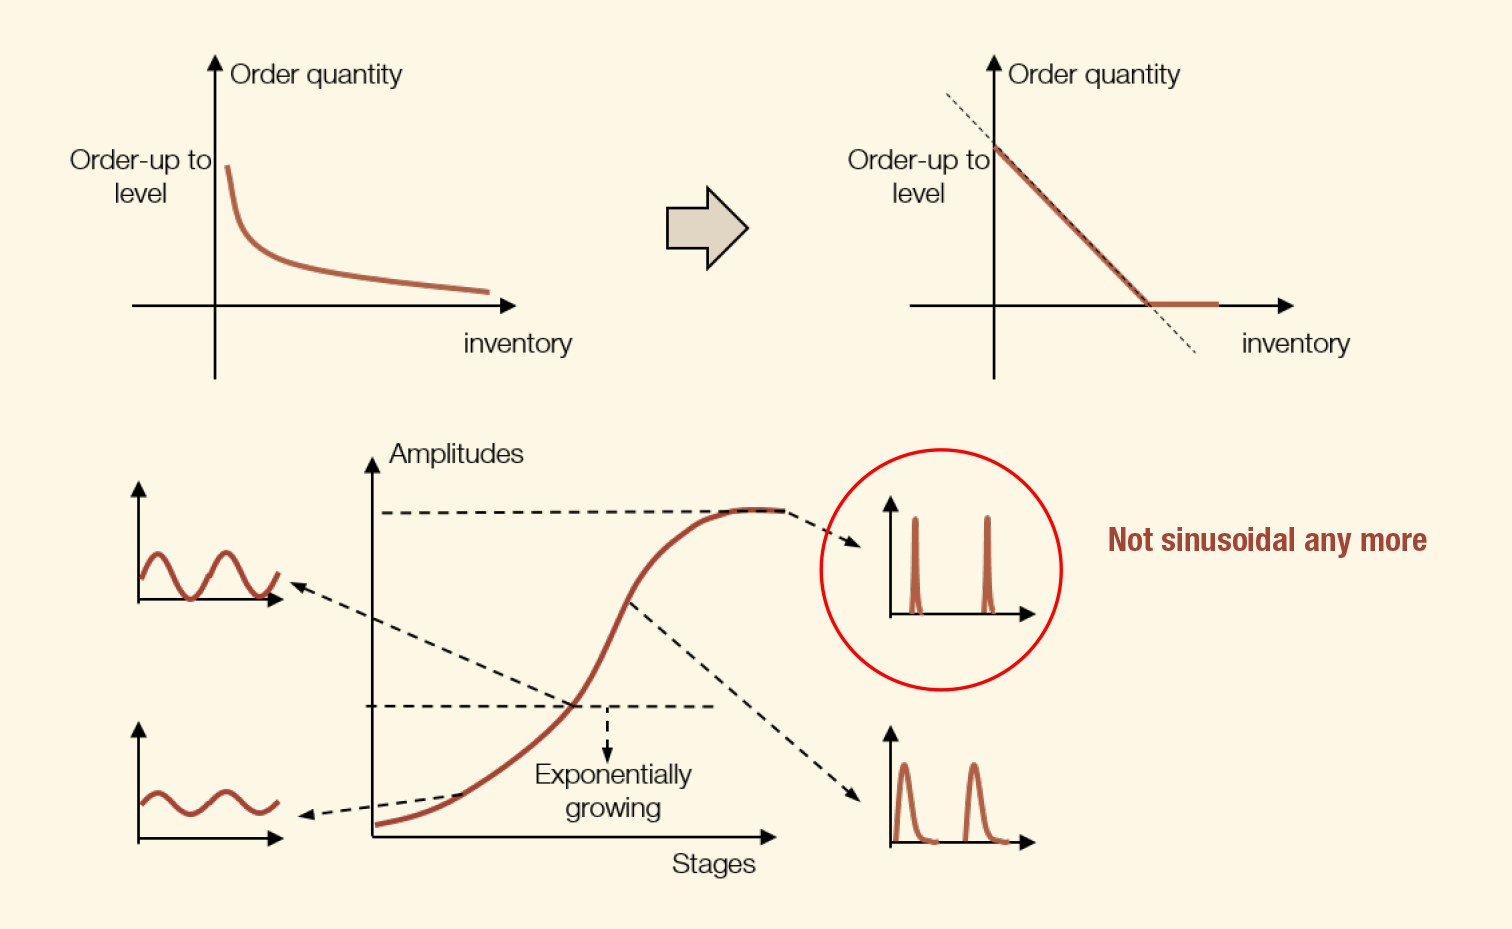 Order quantity
Order-up to
level
inventory
Order quantity
Order-up to
level
inventory
Amplitudes
Exponentially
growing
Stages
Not sinusoidal any more